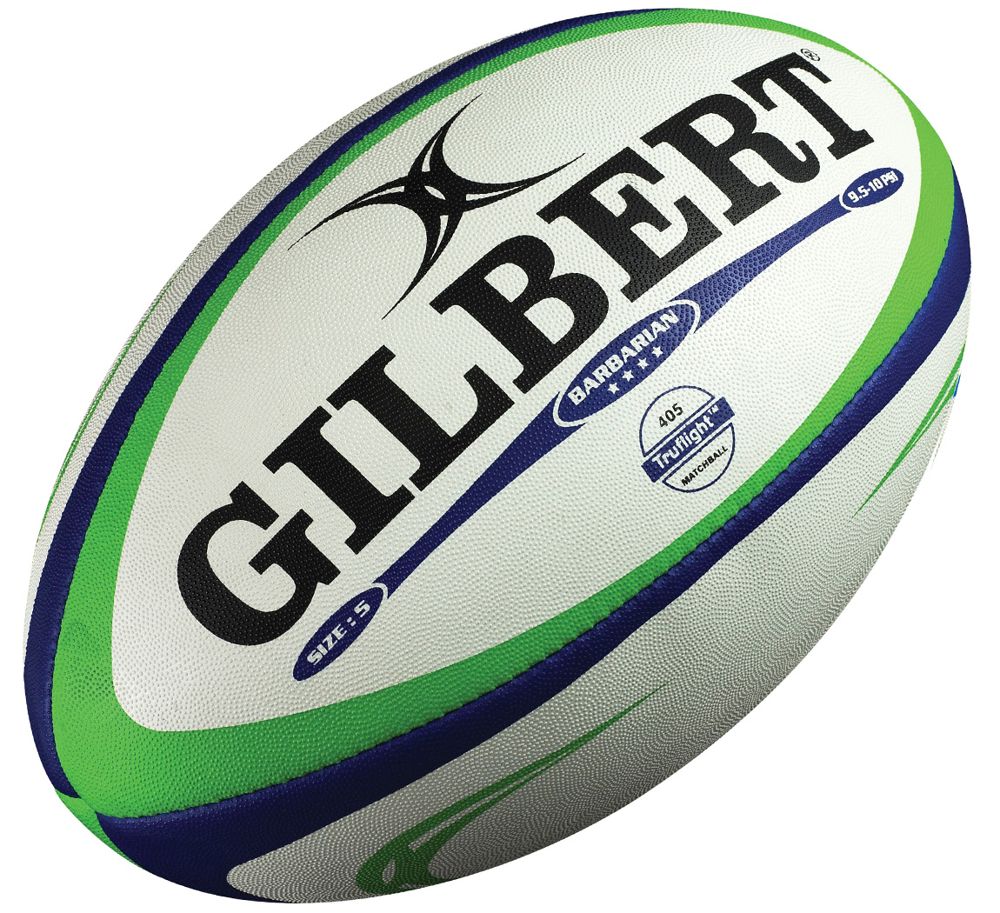 GILBERT®
9.5-10 PSI
BARBARIAN
SIZE : 5
405
Truflight™
MATCHBALL